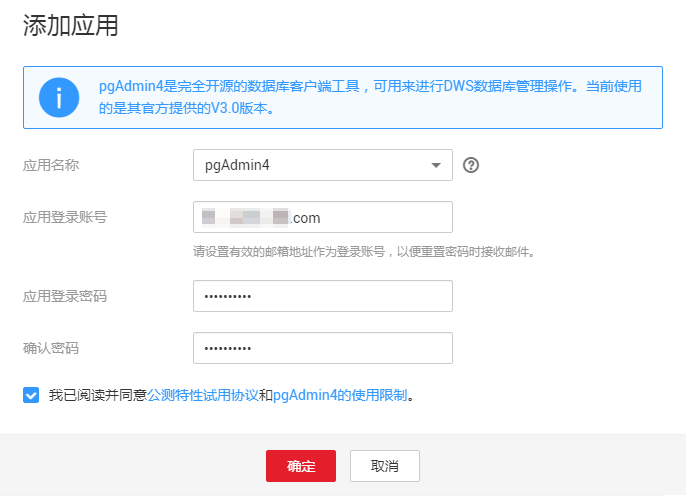 添加应用
pgAdmin4是完全开源的数据库客户端工具，可用来进行DWS数据库管理操作。当前使用
的是其官方提供的V3.0版本。
应用名称
pgAdmin4
应用登录账号
.com
请设置有效的邮箱地址作为登录账号，以便重置密码时接收邮件。
应用登录密码
••••••••••
确认密码
••••••••••
我已阅读并同意公测特性试用协议和pgAdmin4的使用限制。
确定
取消